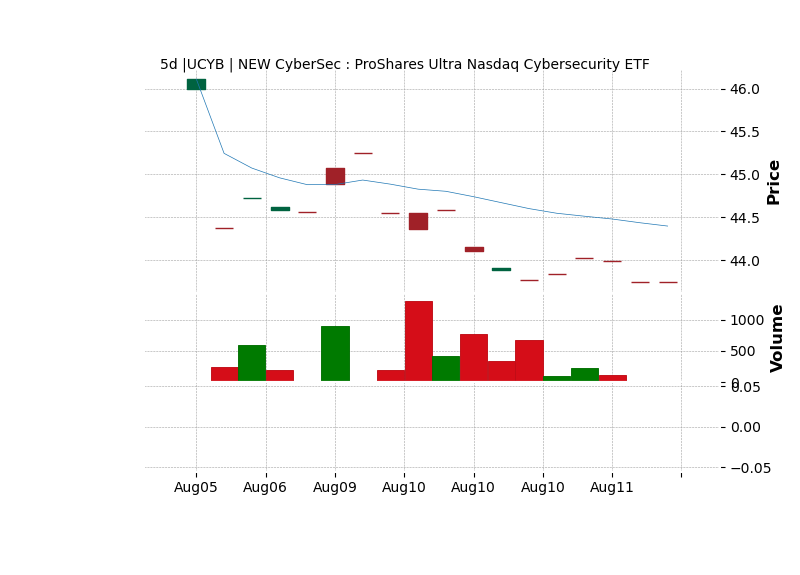 5d |UCYB | NEW CyberSec : ProShares Ultra Nasdaq Cybersecurity ETF
46.0
45.5
45.0
44.5
44.0
Price
1000
500
0
Volume
0.05
0.00
−0.05
Aug05 Aug06 Aug09 Aug10 Aug10 Aug10 Aug11